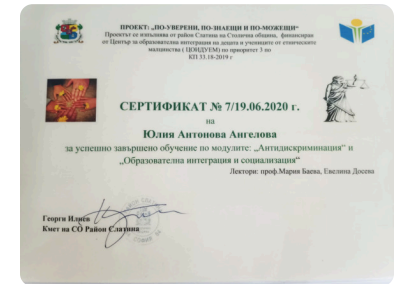 ПРОЕКТ: „ПО-УВЕРЕНИ, ПО-ЗНАЕЩИ И ПО-МОЖЕЩИ“
Проектът се изпълнява от район Слатина на Столична община, финансиран
от Център за образователна интеграция на децата и учениците от етническите
малцинства ( ЦОИДУЕМ) по приоритет 3 по
КП.33.18-2019 г
СЕРТИФИКАТ № 7/19.06.2020 г.
на
Юлия Антонова Ангелова
за успешно завършено обучение по модулите: „Антидискриминация“ и
„Образователна интеграция и социализация“
Лектори: проф.Мария Баева, Евелина Досева
Георги Илиев
Кмет на СО Район Слатина